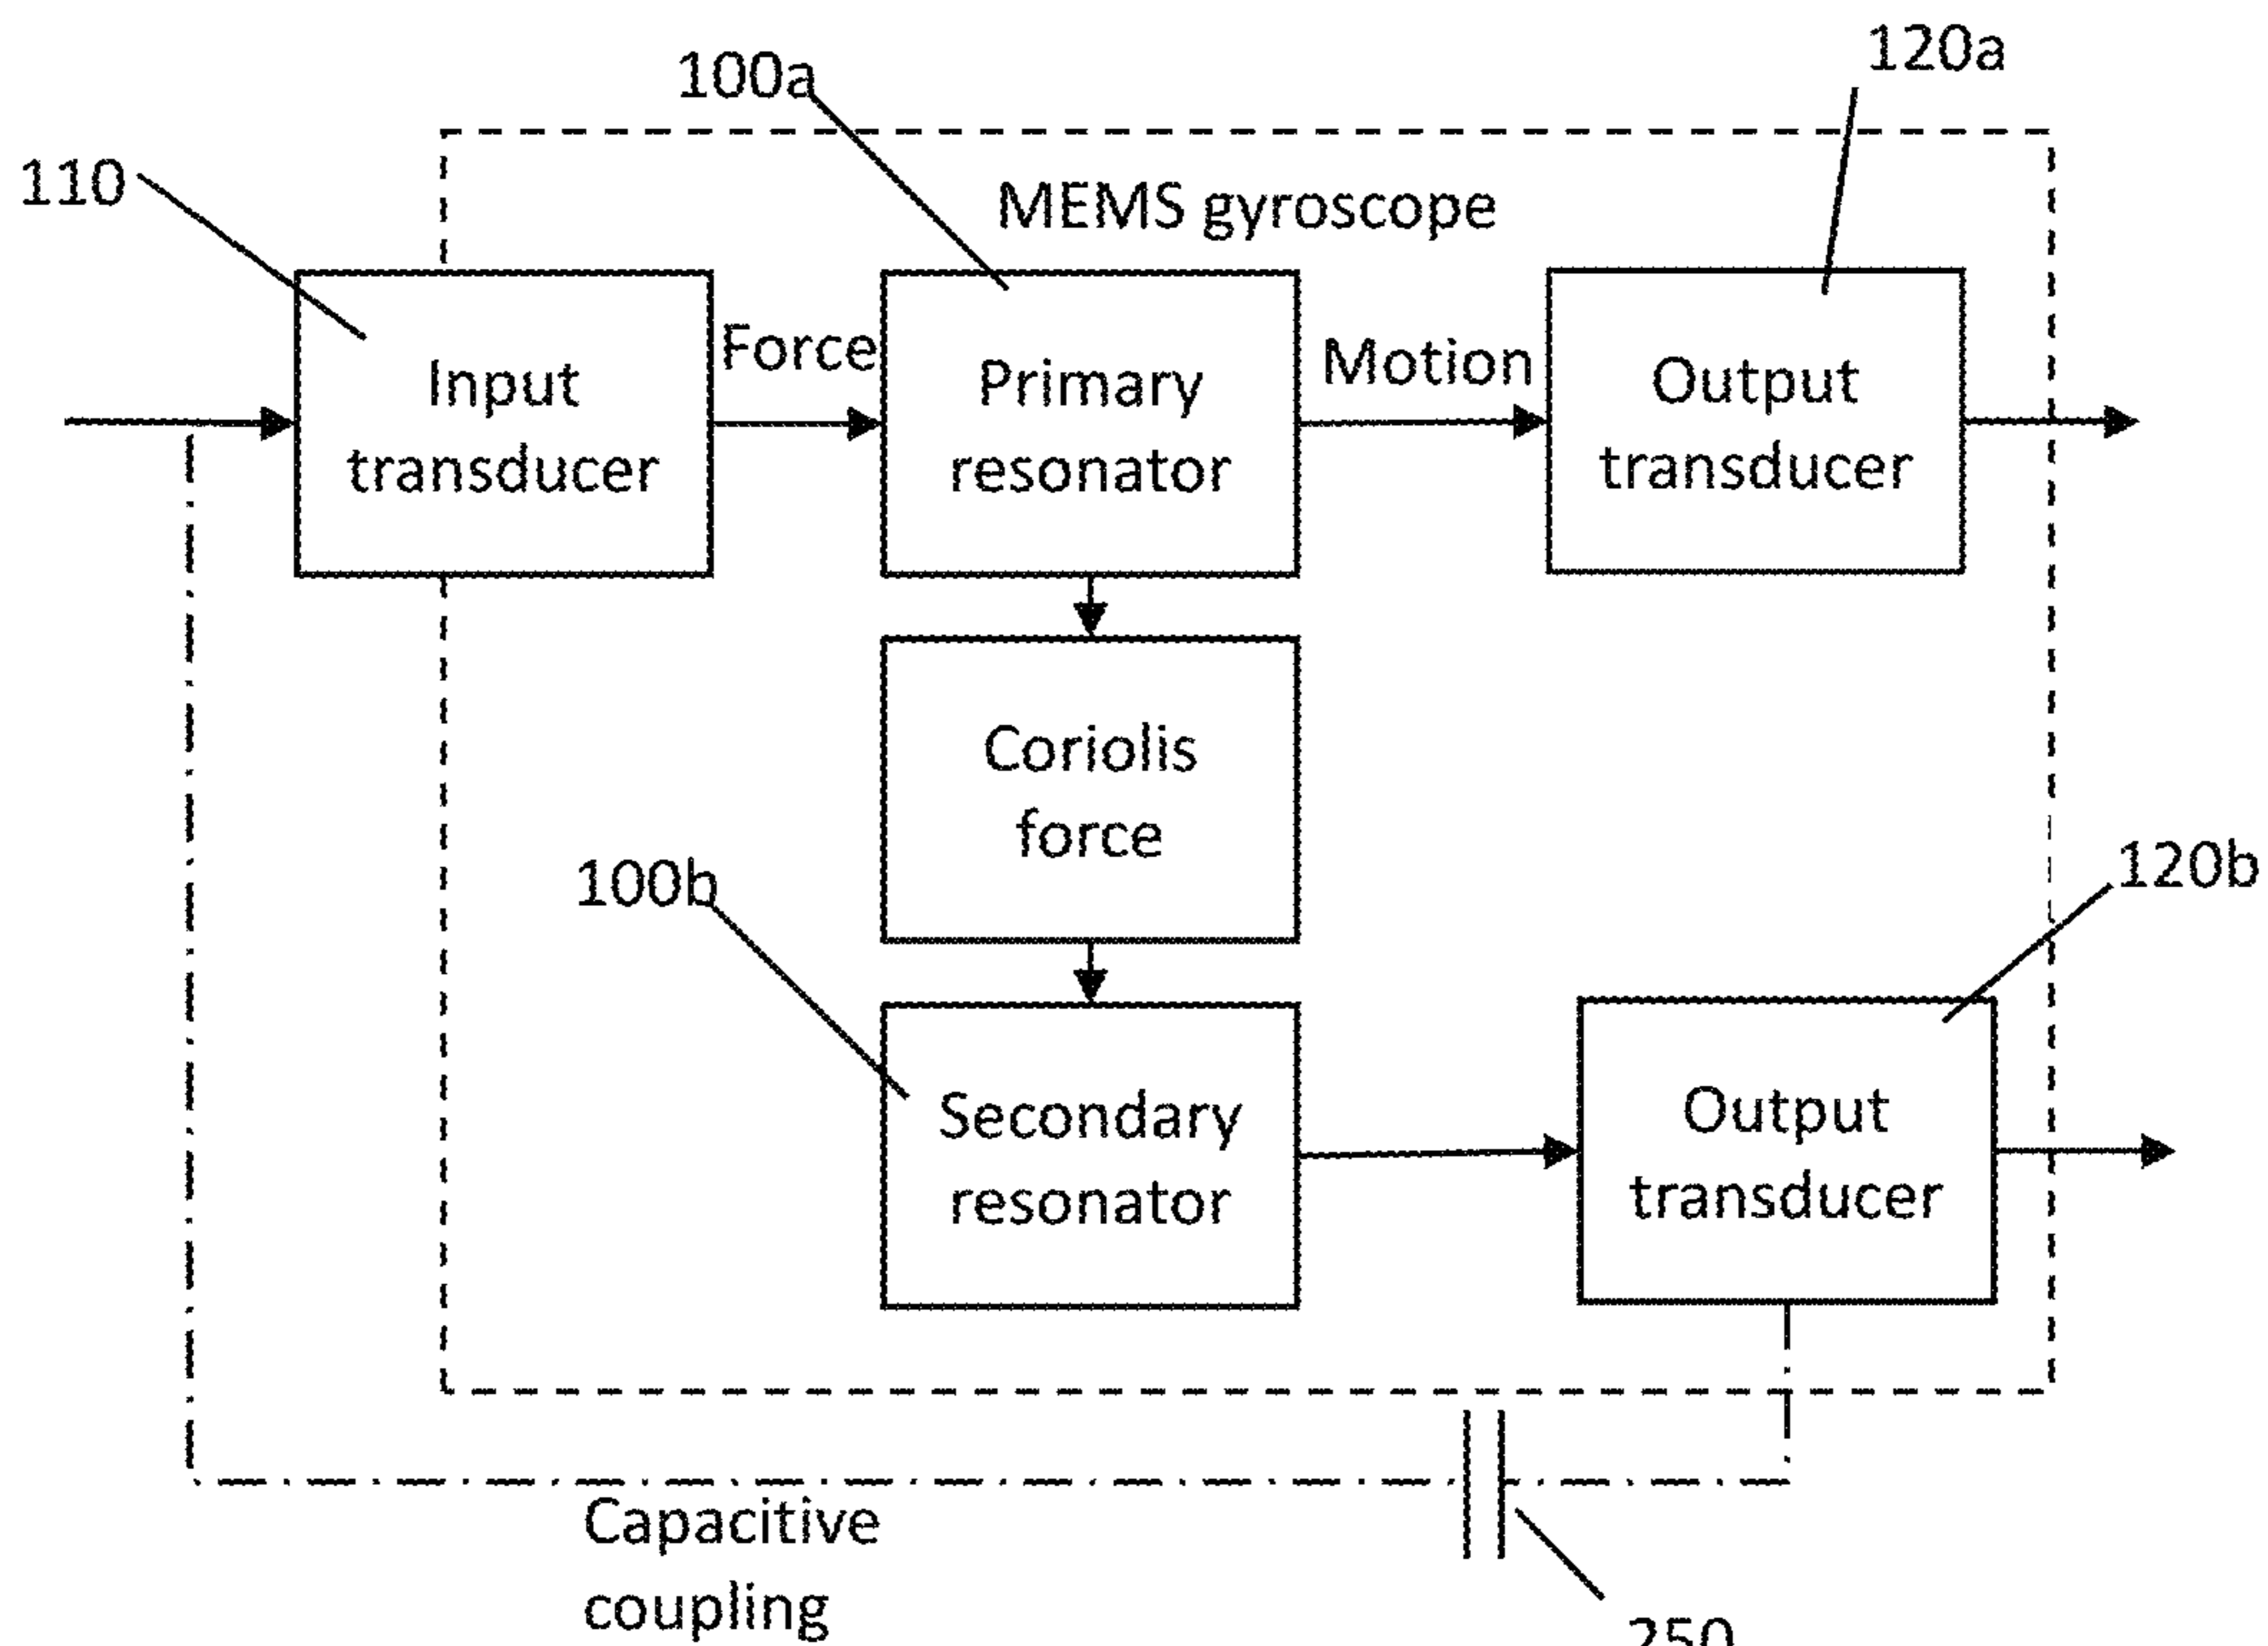 120a
100a
110
MEMS gyroscope
Input
transducer
Force
Primary
resonator
Motion
Output
transducer
Coriolis
force
100b
120b
Secondary
resonator
Output
transducer
Capacitive
coupling
250